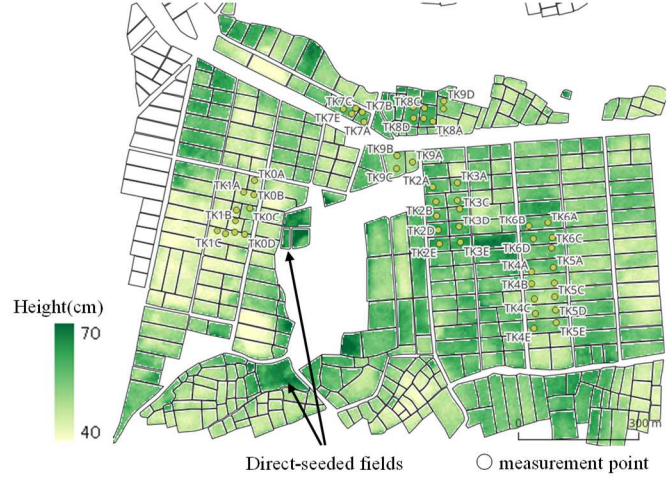 TK9D
TK7C
TK7B
TK8C
TK7E
TK7A
TK8D
TK8A
TK9B
TK9A
TK9C
TK2A
TK3A
TK0A
TK1A
TK0B
TK3C
TK2B
TK1B
TK0C
TK3D
TK6B
TK6A
TK2D
TK1C
TK0D7
TK2E
TK3E
TK6D
TK6C
TK4A
TK5A
TK4B
TK5C
TK4C
TK5D
TK4E
TK5E
Height(cm)
70
40
0
300 m
Direct-seeded fields
measurement point